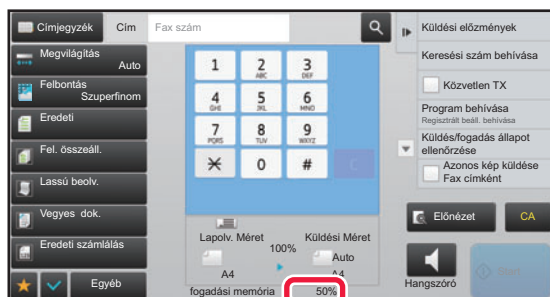 Címjegyzék
Cím
Fax szám
Küldési előzmények
Megvilágítás
Auto
Keresési szám behívása
Felbontás
Szuperfinom
Közvetlen TX
Eredeti
Program behívása
Regisztrált beáll. behívása
Fel. összeáll.
Küldés/fogadás állapot
ellenőrzése
Lassú beolv.
Azonos kép küldése
Fax címként
Vegyes dok.
Eredeti számlálás
Egyéb
1
2
ABC
3
DEF
4
GHI
5
JKL
6
MNO
7
PQRS
8
TUV
9
WXYZ
0
#
C
Lapolv. Méret
100%
Küldési Méret
Auto
A4
A4
fogadási memória
50%
Előnézet
CA
Hangszóró
Start